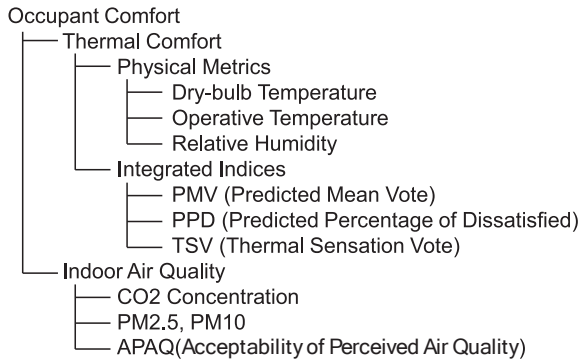 Occupant Comfort
Thermal Comfort
Physical Metrics
Dry-bulb Temperature
Operative Temperature
Relative Humidity
Integrated Indices
PMV (Predicted Mean Vote)
PPD (Predicted Percentage of Dissatisfied)
TSV (Thermal Sensation Vote)
Indoor Air Quality
CO2 Concentration
PM2.5, PM10
APAQ(Acceptability of Perceived Air Quality)